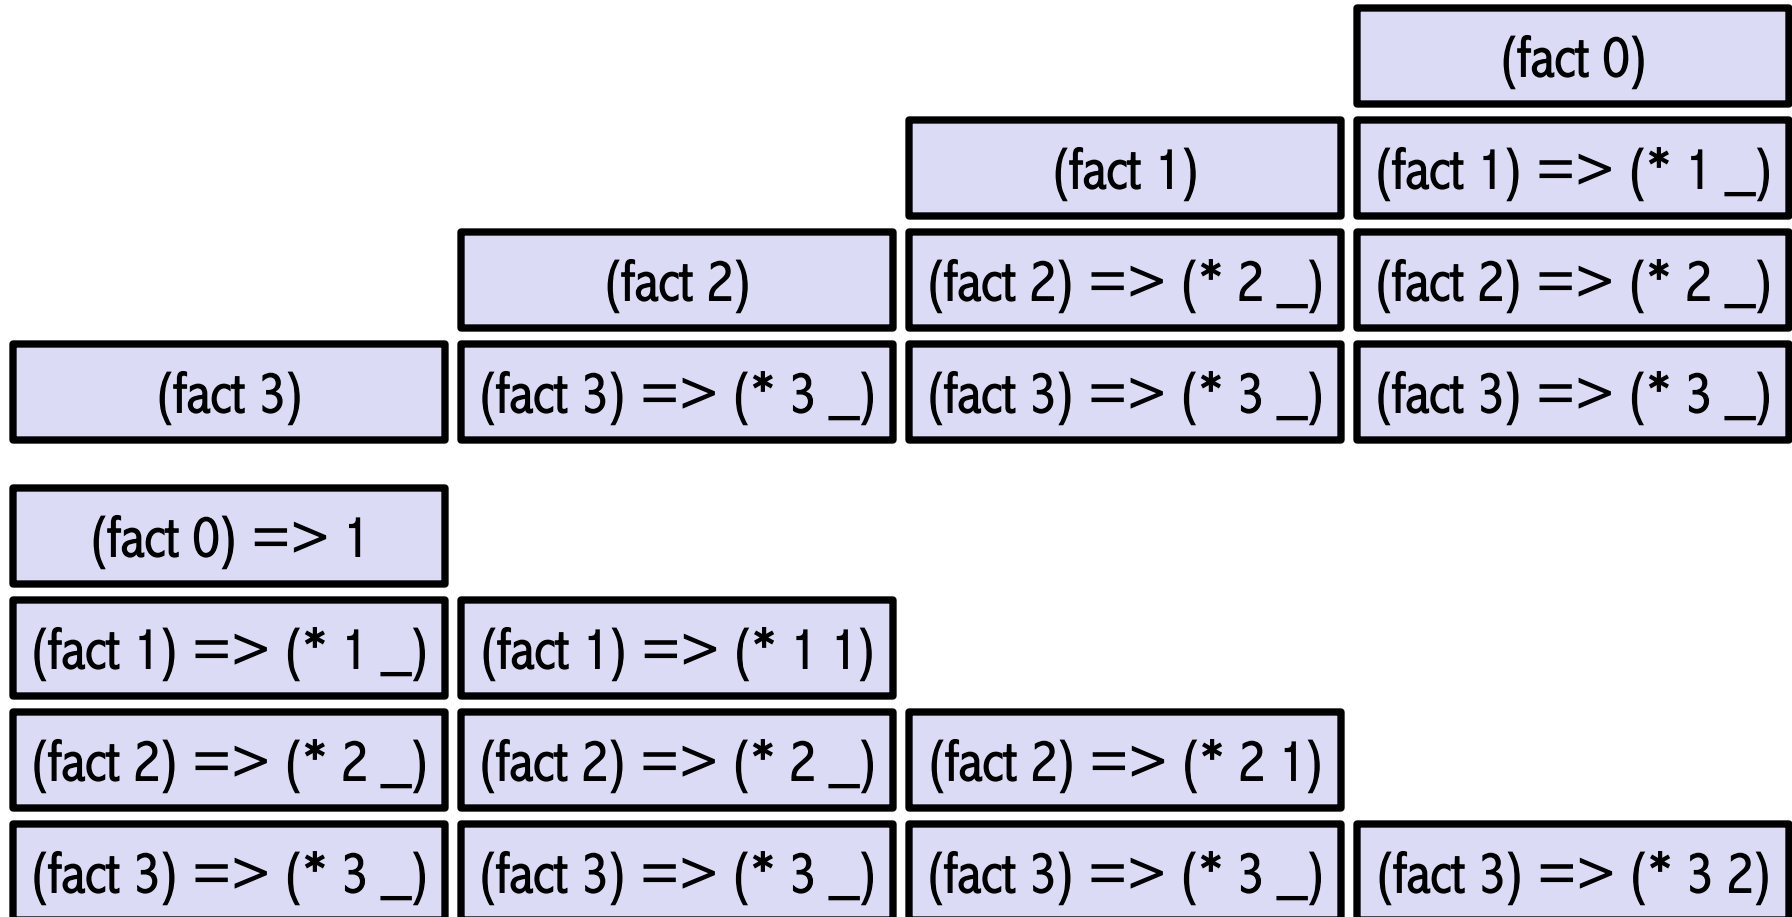 (fact 0)
(fact 1) (fact 1) => (* 1 _)
(fact 2) (fact 2) => (* 2 _) (fact 2) => (* 2 _)
(fact 3) (fact 3) => (* 3 _) (fact 3) => (* 3 _) (fact 3) => (* 3 _)
(fact 0) => 1
(fact 1) => (* 1 _) (fact 1) => (* 1 1)
(fact 2) => (* 2 _) (fact 2) => (* 2 _) (fact 2) => (* 2 1)
(fact 3) => (* 3 _) (fact 3) => (* 3 _) (fact 3) => (* 3 _) (fact 3) => (* 3 2)